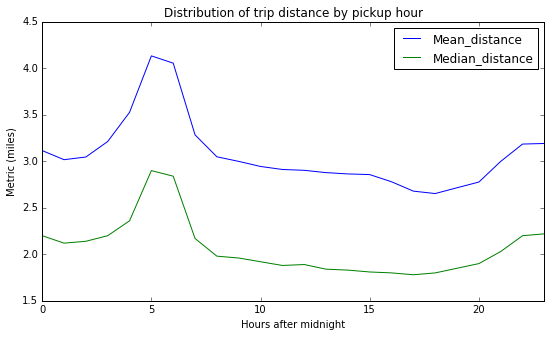 Distribution of trip distance by pickup hour
Mean_distance
Median_distance
Metric (miles)
4.5
4.0
3.5
3.0
2.5
2.0
1.5
0 5 10 15 20
Hours after midnight